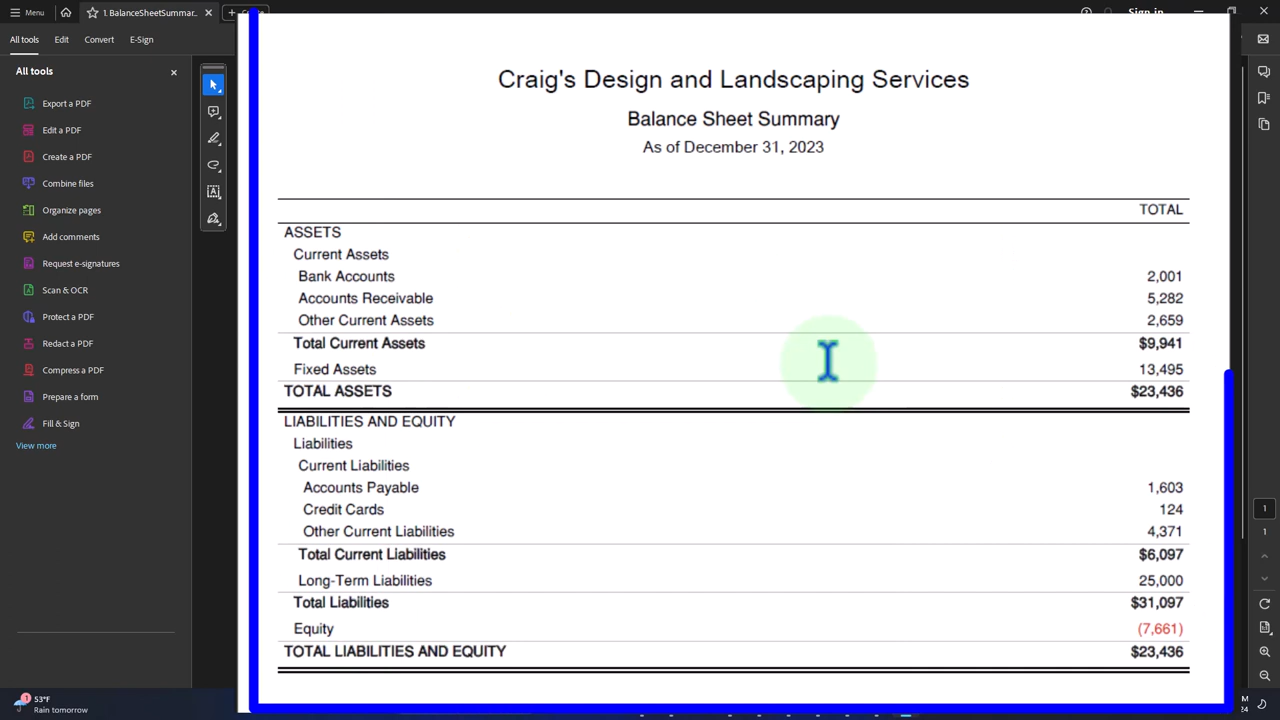 Menu
1. BalanceSheetSummar...
Sign in
All tools Edit Convert E-Sign
All tools
Export a PDF
Edit a PDF
Create a PDF
Combine files
Organize pages
Add comments
Request e-signatures
Scan & OCR
Protect a PDF
Redact a PDF
Compress a PDF
Prepare a form
Fill & Sign
View more
Craig's Design and Landscaping Services
Balance Sheet Summary
As of December 31, 2023
TOTAL
ASSETS
Current Assets
Bank Accounts 2,001
Accounts Receivable 5,282
Other Current Assets 2,659
Total Current Assets $9,941
Fixed Assets 13,495
TOTAL ASSETS $23,436
LIABILITIES AND EQUITY
Liabilities
Current Liabilities
Accounts Payable 1,603
Credit Cards 124
Other Current Liabilities 4,371
Total Current Liabilities $6,097
Long-Term Liabilities 25,000
Total Liabilities $31,097
Equity (7,661)
TOTAL LIABILITIES AND EQUITY $23,436
1
1
1
53°F
Rain tomorrow